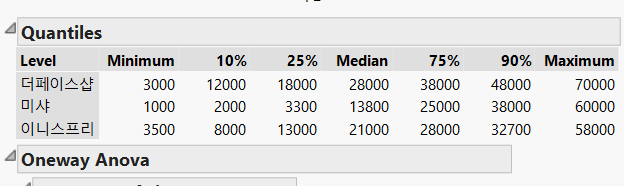 Quantiles
Level Minimum 10% 25% Median 75% 90% Maximum
더페이스샵 3000 12000 18000 28000 38000 48000 70000
미샤 1000 2000 3300 13800 25000 38000 60000
이니스프리 3500 8000 13000 21000 28000 32700 58000
Oneway Anova